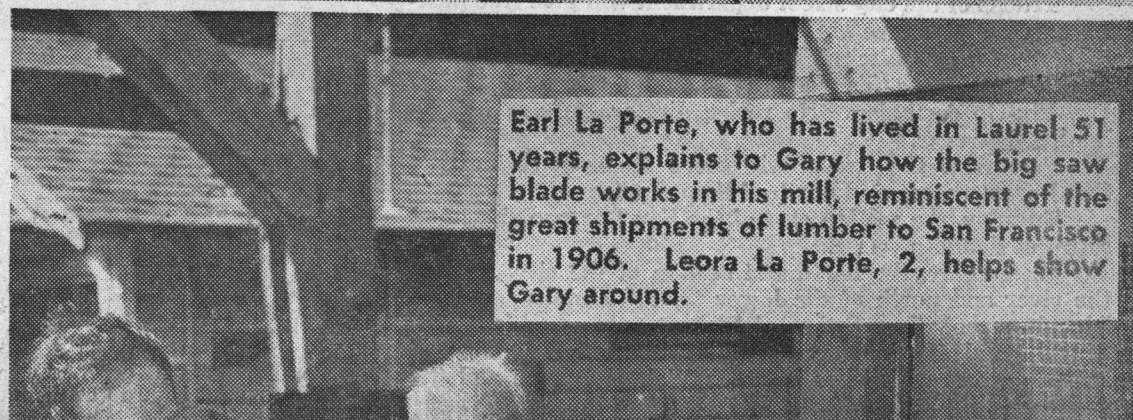 Earl La Porte, who has lived in Laurel 51
years, explains to Gary how the big saw
blade works in his mill, reminiscent of the
great shipments of lumber to San Francisco
in 1906. Leora La Porte, 2, helps show
Gary around.